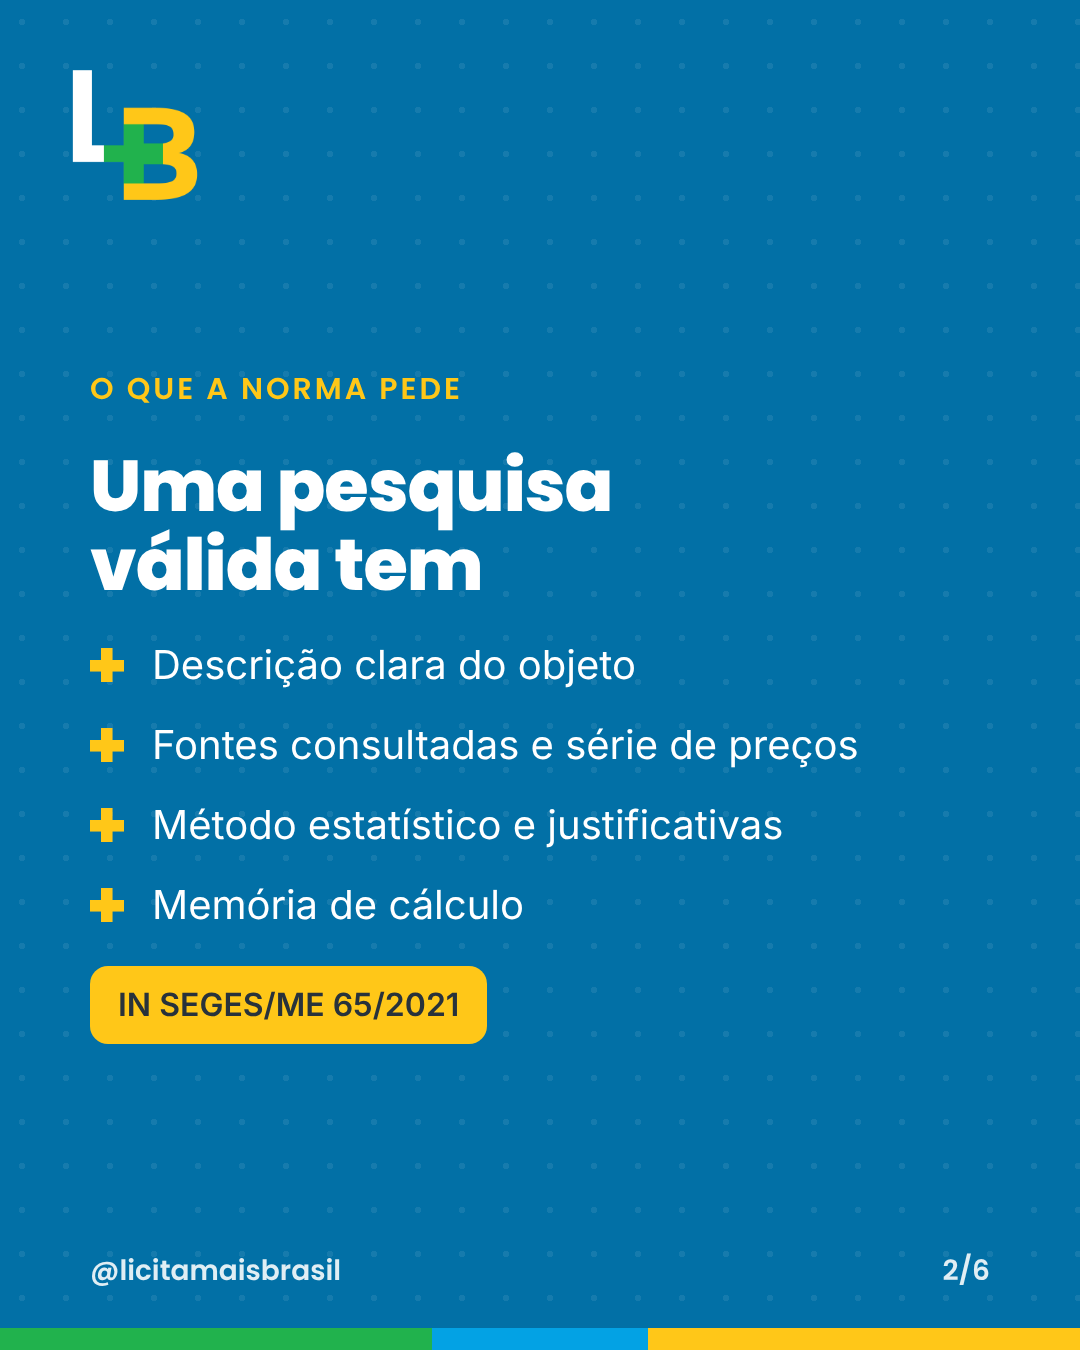 L+B
O QUE A NORMA PEDE
Uma pesquisa
válida tem
Descrição clara do objeto
Fontes consultadas e série de preços
Método estatístico e justificativas
Memória de cálculo
IN SEGES/ME 65/2021
@licitamaisbrasil
2/6